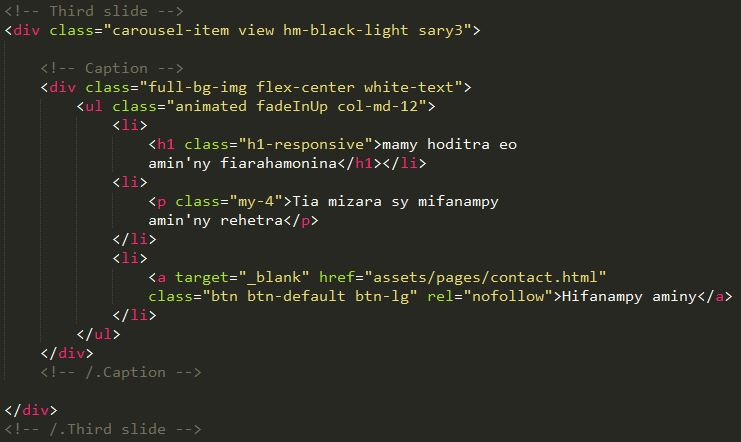 <!-- Third slide -->
<div class="carousel-item view hm-black-light sary3">
<!-- Caption -->
<div class="full-bg-img flex-center white-text">
<ul class="animated fadeInUp col-md-12">
<li>
<h1 class="h1-responsive">mamy hoditra eo
amin'ny fiarahamonina</h1></li>
<li>
<p class="my-4">Tia mizara sy mifanampy
amin'ny rehetra</p>
</li>
<li>
<a target="_blank" href="assets/pages/contact.html"
class="btn btn-default btn-lg" rel="nofollow">Hifanampy aminy</a>
</li>
</ul>
</div>
<!-- /.Caption -->
</div>
<!-- /.Third slide -->